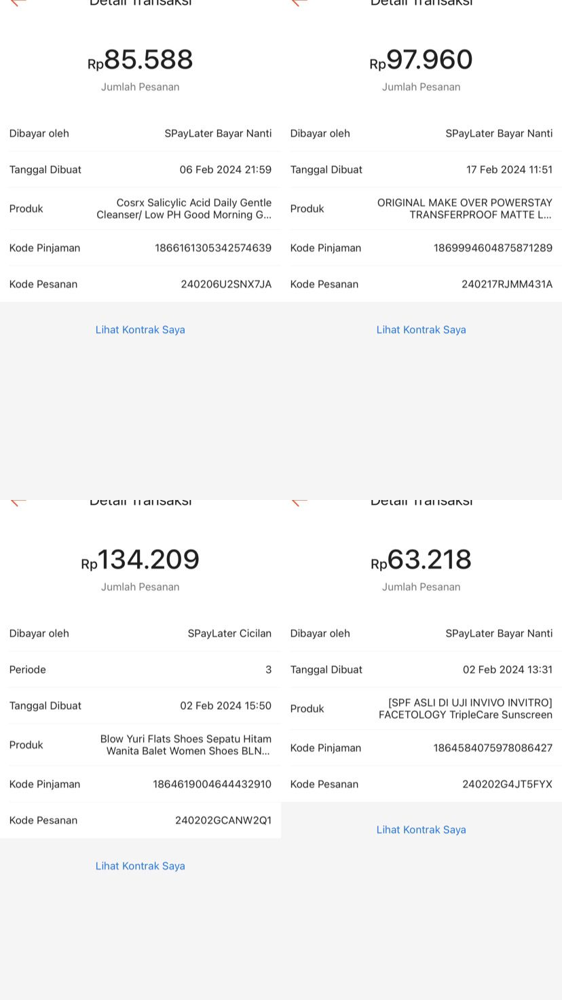 Detail Transaksi
Rp85.588
Jumlah Pesanan
Dibayar oleh SPayLater Bayar Nanti
Tanggal Dibuat 06 Feb 2024 21:59
Produk Cosrx Salicylic Acid Daily Gentle
Cleanser/ Low PH Good Morning G...
Kode Pinjaman 1866161305342574639
Kode Pesanan 240206U2SNX7JA
Lihat Kontrak Saya
Detail Transaksi
Rp97.960
Jumlah Pesanan
Dibayar oleh SPayLater Bayar Nanti
Tanggal Dibuat 17 Feb 2024 11:51
Produk ORIGINAL MAKE OVER POWERSTAY
TRANSFERPROOF MATTE L...
Kode Pinjaman 1869994604875871289
Kode Pesanan 240217RJMM431A
Lihat Kontrak Saya
Detail Transaksi
Rp134.209
Jumlah Pesanan
Dibayar oleh SPayLater Cicilan
Periode 3
Tanggal Dibuat 02 Feb 2024 15:50
Produk Blow Yuri Flats Shoes Sepatu Hitam
Wanita Balet Women Shoes BLN...
Kode Pinjaman 1864619004644432910
Kode Pesanan 240202GCANW2Q1
Lihat Kontrak Saya
Detail Transaksi
Rp63.218
Jumlah Pesanan
Dibayar oleh SPayLater Bayar Nanti
Tanggal Dibuat 02 Feb 2024 13:31
Produk [SPF ASLI DI UJI INVIVO INVITRO]
FACETOLOGY TripleCare Sunscreen
Kode Pinjaman 1864584075978086427
Kode Pesanan 240202G4JT5FYX
Lihat Kontrak Saya